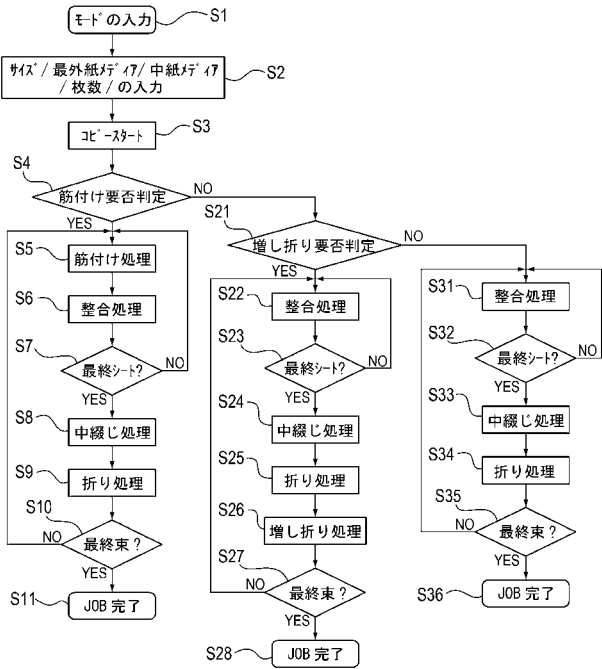 モードの入力
S1
サイズ/最外紙メディア/中紙メディア
/枚数/の入力
S2
コピースタート
S3
S4
筋付け要否判定
NO
YES
S5
筋付け処理
S6
整合処理
S7
最終シート?
NO
YES
S8
中綴じ処理
S9
折り処理
S10
最終束?
NO
YES
S11
JOB 完了
S21
増し折り要否判定
NO
YES
S22
整合処理
S23
最終シート?
NO
YES
S24
中綴じ処理
S25
折り処理
S26
増し折り処理
S27
最終束?
NO
YES
S28
JOB 完了
S31
整合処理
S32
最終シート?
NO
YES
S33
中綴じ処理
S34
折り処理
S35
最終束?
NO
YES
S36
JOB 完了